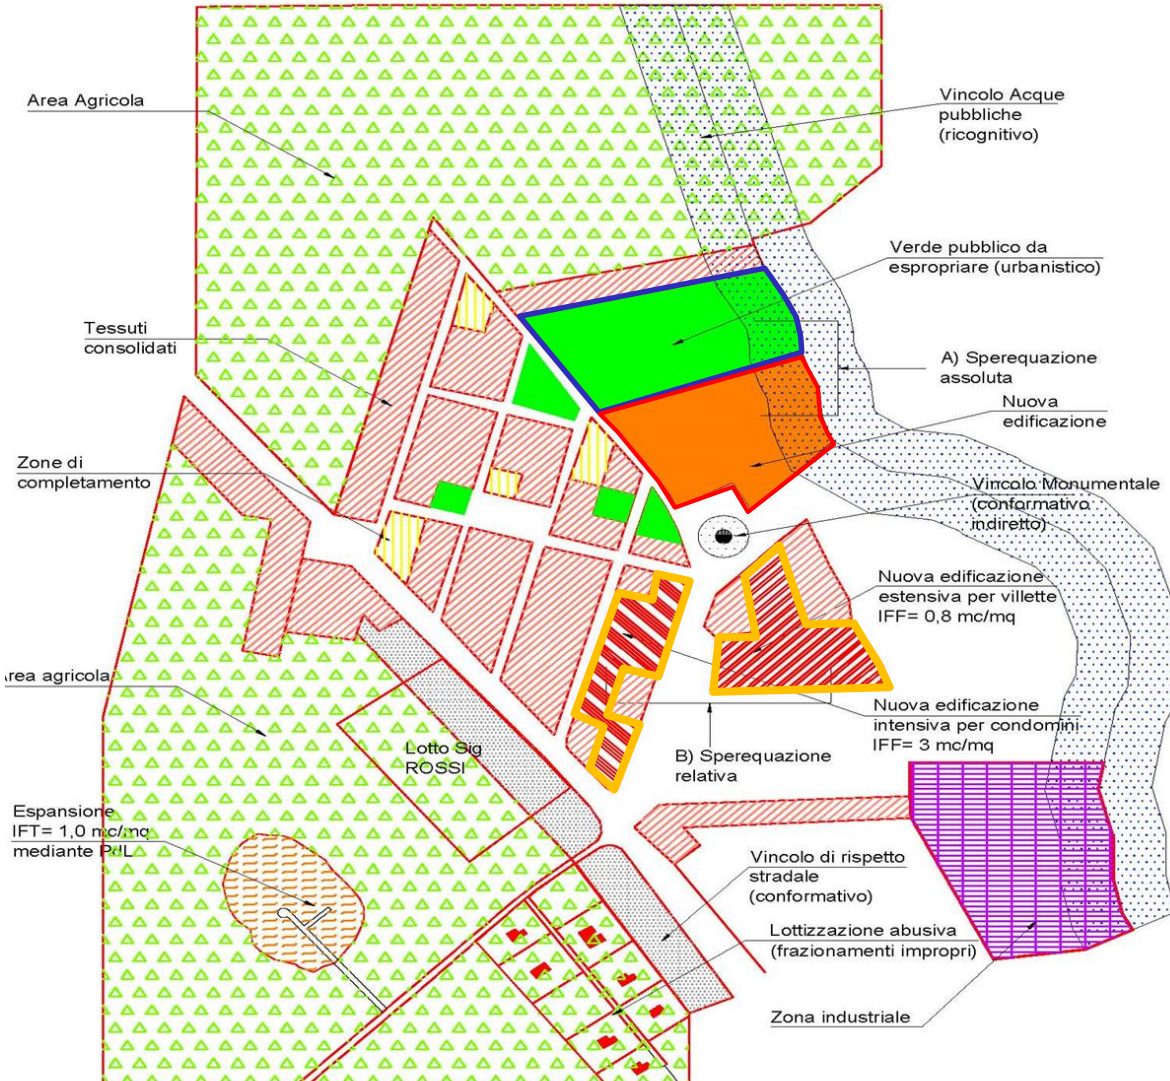 Area Agricola
Vincolo Acque
pubbliche
(ricognitivo)
Verde pubblico da
espropriare (urbanistico)
Tessuti
consolidati
A) Sperequazione
assoluta
Nuova
edificazione
Zone di
completamento
Vincolo Monumentale
(conformativo
indiretto)
Nuova edificazione
estensiva per villette
IFF= 0,8 mc/mq
rea agricola
Nuova edificazione
intensiva per condomini
IFF= 3 mc/mq
Lotto Sig
ROSSI
B) Sperequazione
relativa
Espansione
IFT= 1,0 mc/mq
mediante PdL
Vincolo di rispetto
stradale
(conformativo)
Lottizzazione abusiva
(frazionamenti impropri)
Zona industriale